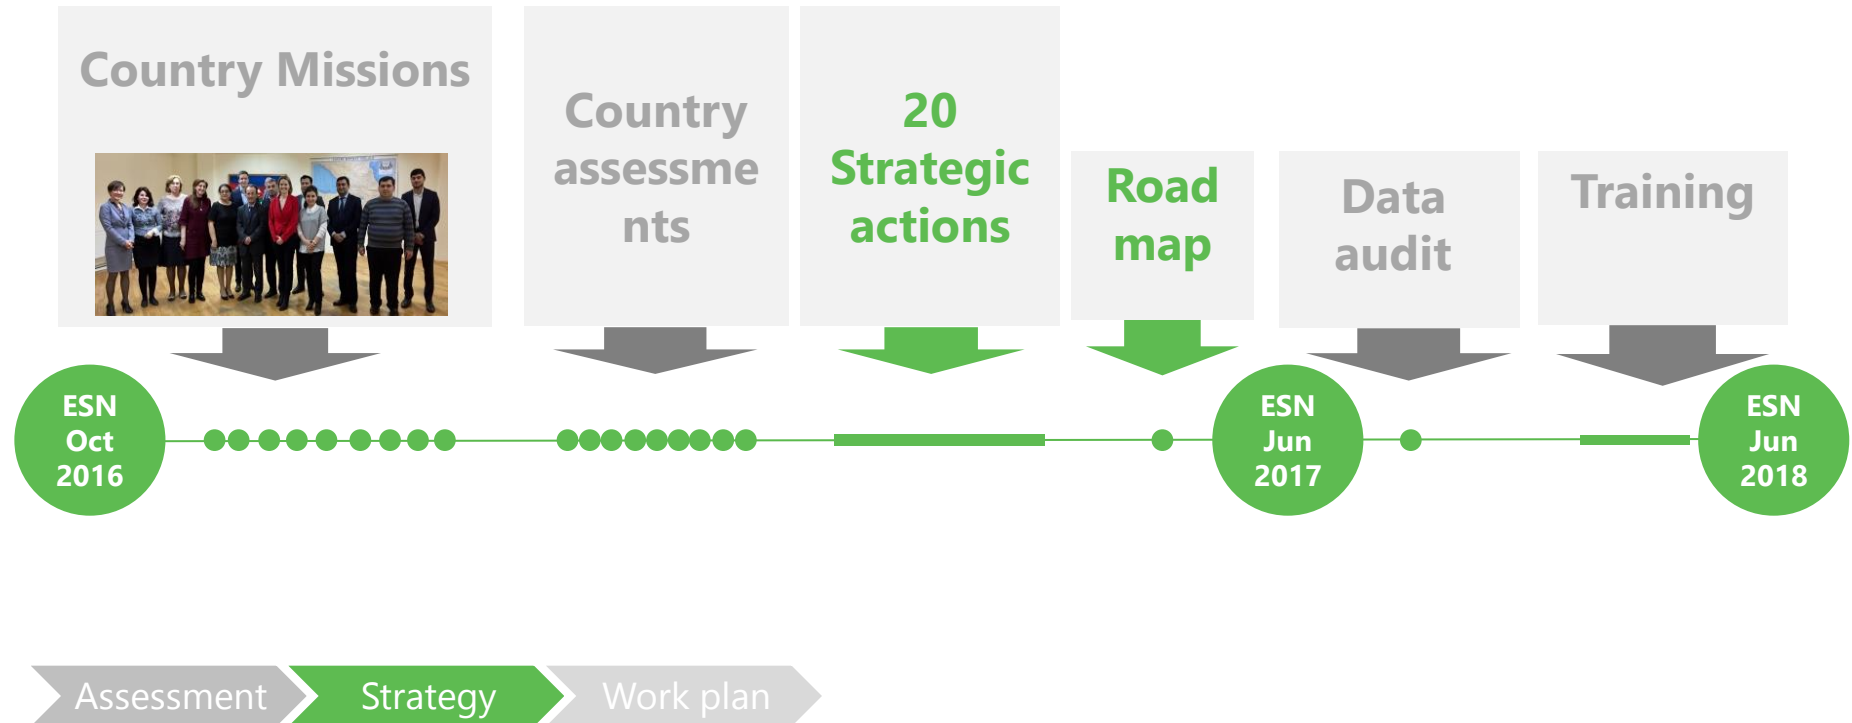 Country Missions
Country
assessme
nts
20
Strategic
actions
Road
map
Data
audit
Training
ESN
Oct
2016
ESN
Jun
2017
ESN
Jun
2018
Assessment
Strategy
Work plan